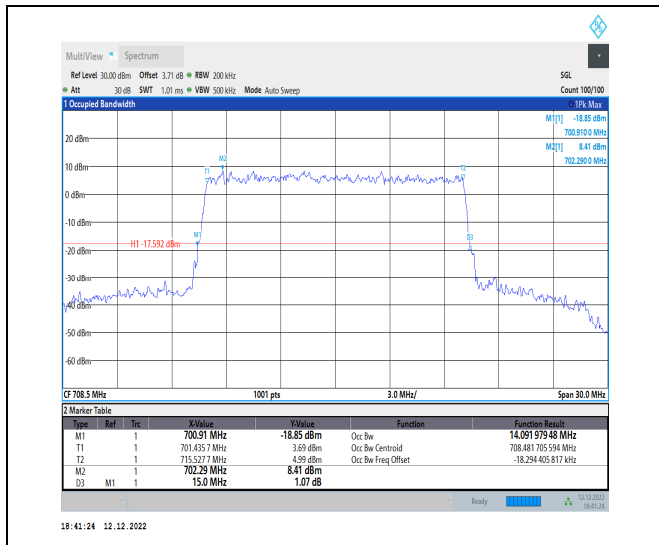 MultiView Spectrum
Ref Level 30.00 dBm Offset 3.71 dB RBW 200 kHz SGL
Att 30 dB SWT 1.01 ms VBW 500 kHz Mode Auto Sweep Count 100/100
1 Occupied Bandwidth 1Pk Max
M1[1] -18.85 dBm
700.910 0 MHz
M2[1] 8.41 dBm
702.290 0 MHz
20 dBm
M2
T1
T2
10 dBm
0 dBm
-10 dBm
M1
D3
H1 -17.592 dBm
-20 dBm
-30 dBm
-40 dBm
-50 dBm
-60 dBm
CF 708.5 MHz 1001 pts 3.0 MHz/ Span 30.0 MHz
2 Marker Table
Type Ref Trc X-Value Y-Value Function Function Result
M1 1 700.91 MHz -18.85 dBm Occ Bw 14.091 979 48 MHz
T1 1 701.435 7 MHz 3.69 dBm Occ Bw Centroid 708.481 705 594 MHz
T2 1 715.527 7 MHz 4.99 dBm Occ Bw Freq Offset -18.294 405 817 kHz
M2 1 702.29 MHz 8.41 dBm
D3 M1 1 15.0 MHz 1.07 dB
Ready 12.12.2022
18:41:24
18:41:24 12.12.2022